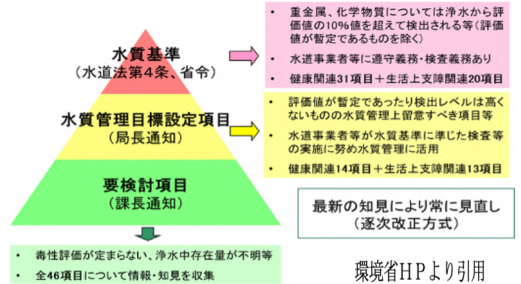 水質基準
（水道法第４条、省令）
水質管理目標設定項目
（局長通知）
要検討項目
（課長通知）
・ 重金属、化学物質については浄水から評
価値の10％値を超えて検出される等（評価
値が暫定であるものを除く）
・ 水道事業者等に遵守義務・検査義務あり
・ 健康関連31項目＋生活上支障関連20項目
・ 評価値が暫定であったり検出レベルは高く
ないものの水質管理上留意すべき項目等
・ 水道事業者等が水質基準に準じた検査等
の実施に努め水質管理に活用
・ 健康関連14項目＋生活上支障関連13項目
最新の知見により常に見直し
（逐次改正方式）
・ 毒性評価が定まらない、浄水中存在量が不明等
・ 全46項目について情報・知見を収集
環境省ＨＰより引用